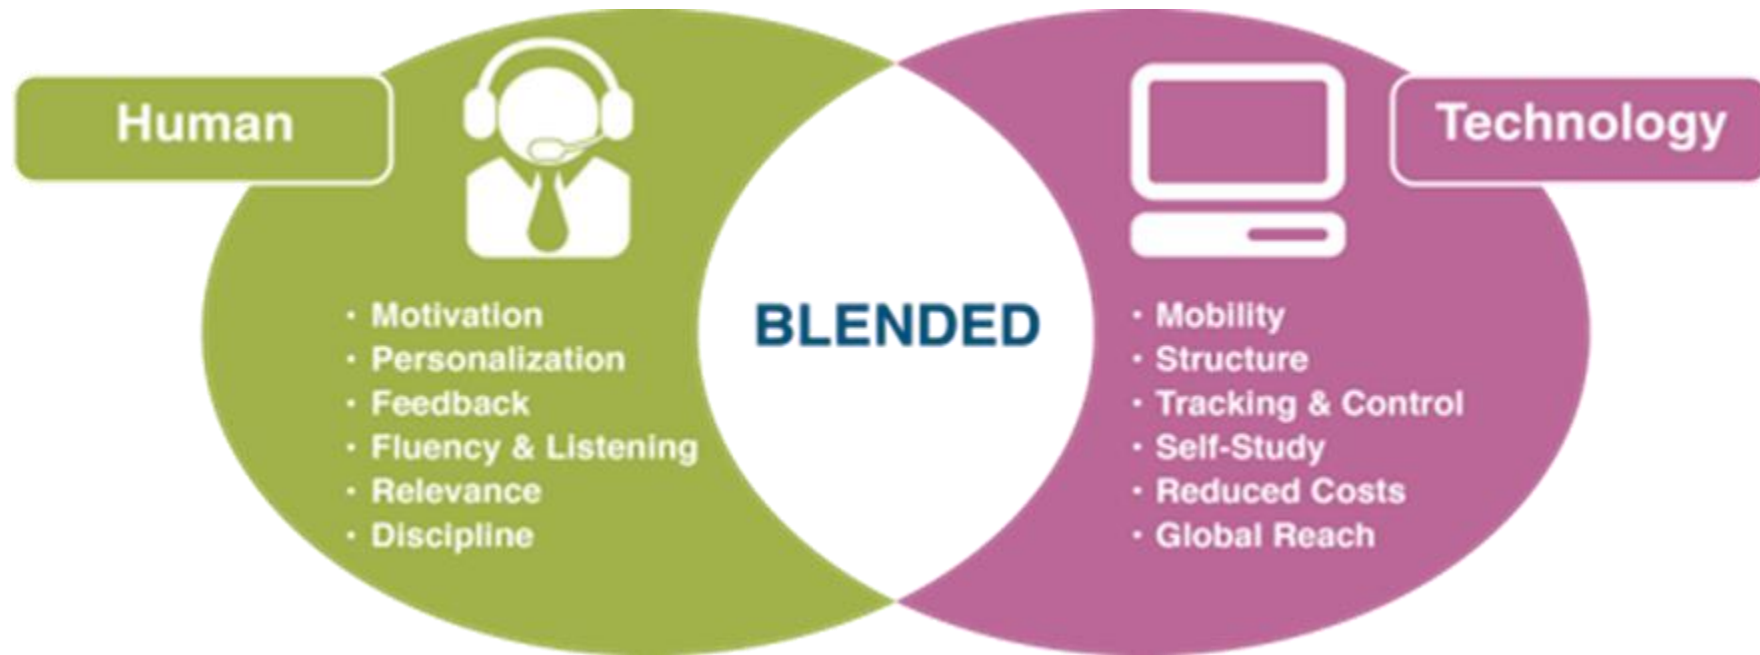 Human
· Motivation
· Personalization
· Feedback
· Fluency & Listening
· Relevance
· Discipline
BLENDED
Technology
· Mobility
· Structure
· Tracking & Control
· Self-Study
· Reduced Costs
· Global Reach